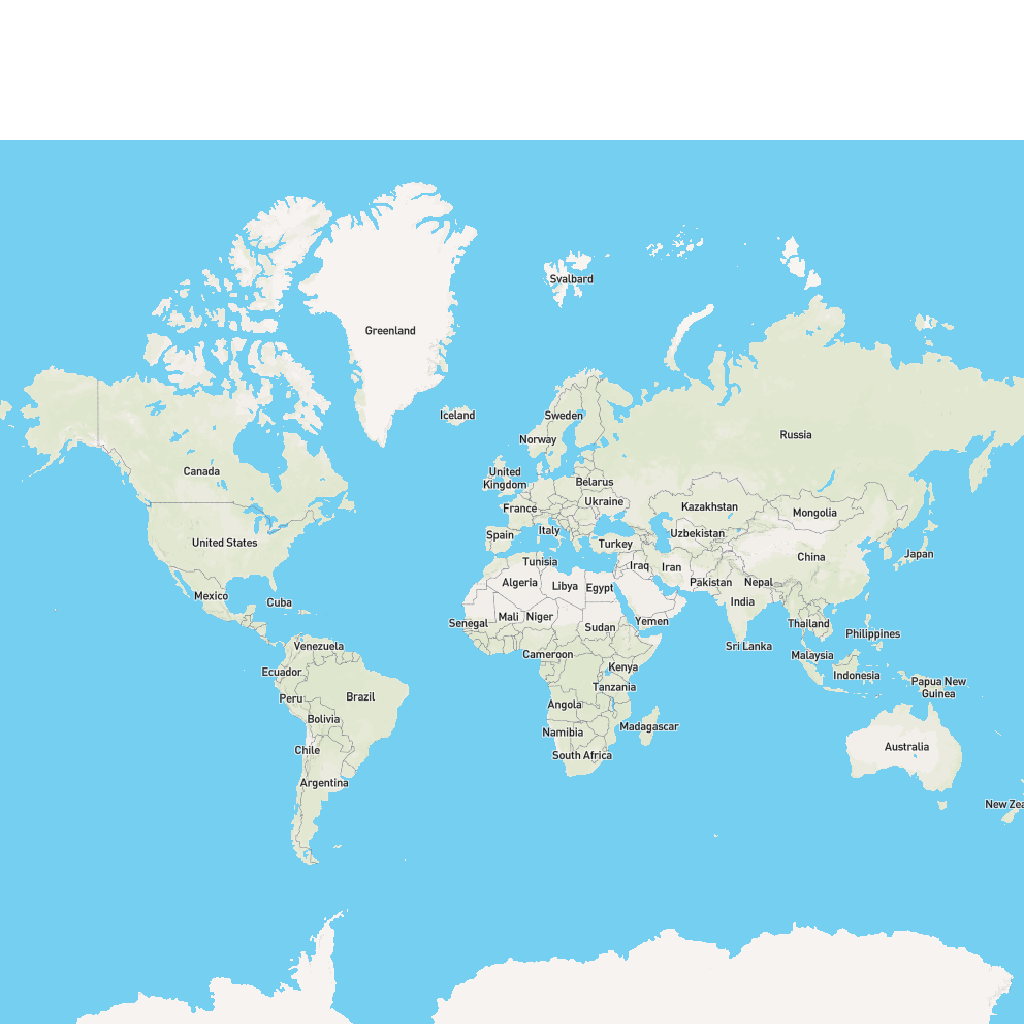 Svalbard
Greenland
Iceland
Sweden
Norway
Russia
Canada
United
Kingdom
Belarus
Ukraine
France
Kazakhstan
Mongolia
Spain
Italy
Uzbekistan
United States
Turkey
Japan
China
Tunisia
Iraq
Iran
Algeria
Libya
Egypt
Pakistan
Nepal
Mexico
Cuba
India
Mali
Niger
Senegal
Sudan
Yemen
Thailand
Philippines
Venezuela
Sri Lanka
Cameroon
Malaysia
Ecuador
Kenya
Indonesia
Papua New
Guinea
Tanzania
Peru
Brazil
Angola
Bolivia
Madagascar
Namibia
Chile
South Africa
Australia
Argentina
New Zea